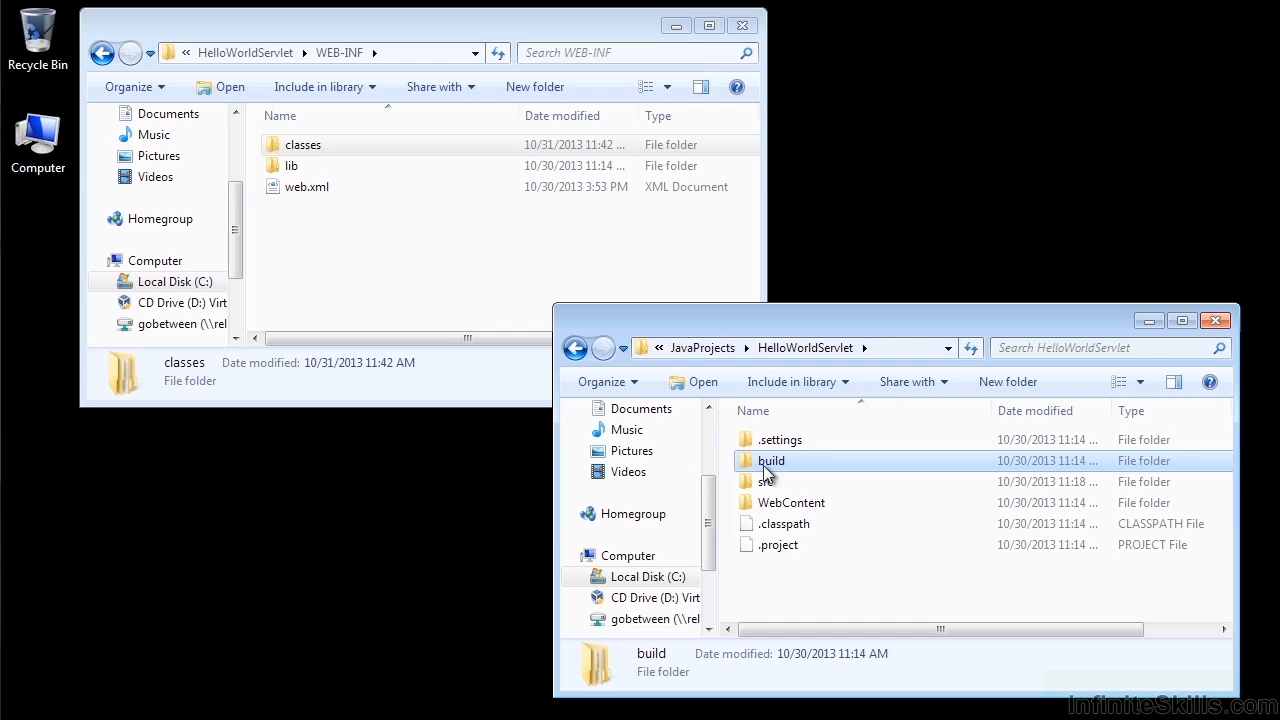 Recycle Bin
Computer
« HelloWorldServlet WEB-INF
Search WEB-INF
Organize Open Include in library Share with New folder
Name Date modified Type
Documents
Music
Pictures
Videos
Homegroup
Computer
Local Disk (C:)
CD Drive (D:) Virt
gobetween (\\rel
classes 10/31/2013 11:42 ... File folder
lib 10/30/2013 11:14 ... File folder
web.xml 10/30/2013 3:53 PM XML Document
classes Date modified: 10/31/2013 11:42 AM
File folder
« JavaProjects HelloWorldServlet
Search HelloWorldServlet
Organize Open Include in library Share with New folder
Name Date modified Type
Documents
Music
Pictures
Videos
Homegroup
Computer
Local Disk (C:)
CD Drive (D:) Virt
gobetween (\\rel
.settings 10/30/2013 11:14 ... File folder
build 10/30/2013 11:14 ... File folder
src 10/30/2013 11:18 ... File folder
WebContent 10/30/2013 11:14 ... File folder
.classpath 10/30/2013 11:14 ... CLASSPATH File
.project 10/30/2013 11:14 ... PROJECT File
build Date modified: 10/30/2013 11:14 AM
File folder
InfiniteSkills.com